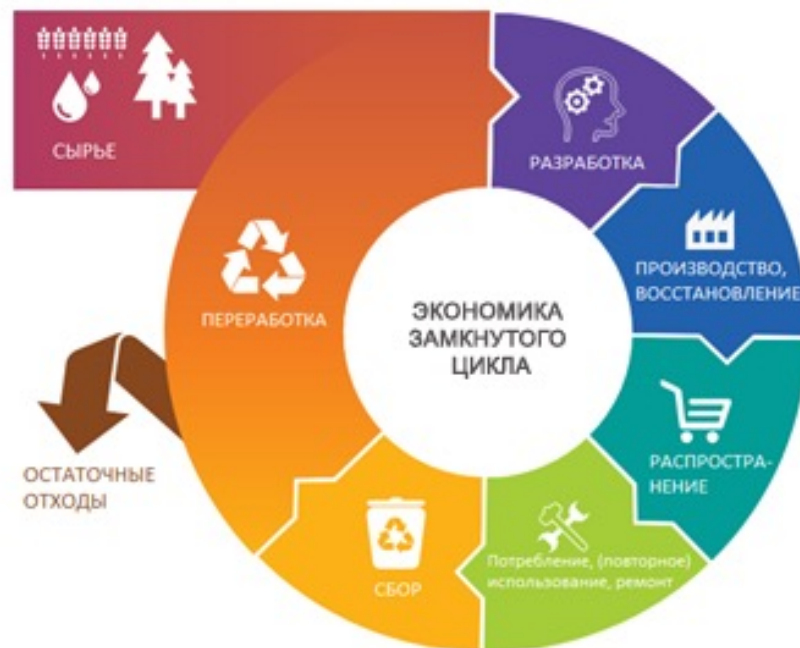 СЫРЬЕ
РАЗРАБОТКА
ПРОИЗВОДСТВО,
ВОССТАНОВЛЕНИЕ
РАСПРОСТРА-
НЕНИЕ
Потребление, (повторное)
использование, ремонт
СБОР
ПЕРЕРАБОТКА
ОСТАТОЧНЫЕ
ОТХОДЫ
ЭКОНОМИКА
ЗАМКНУТОГО
ЦИКЛА